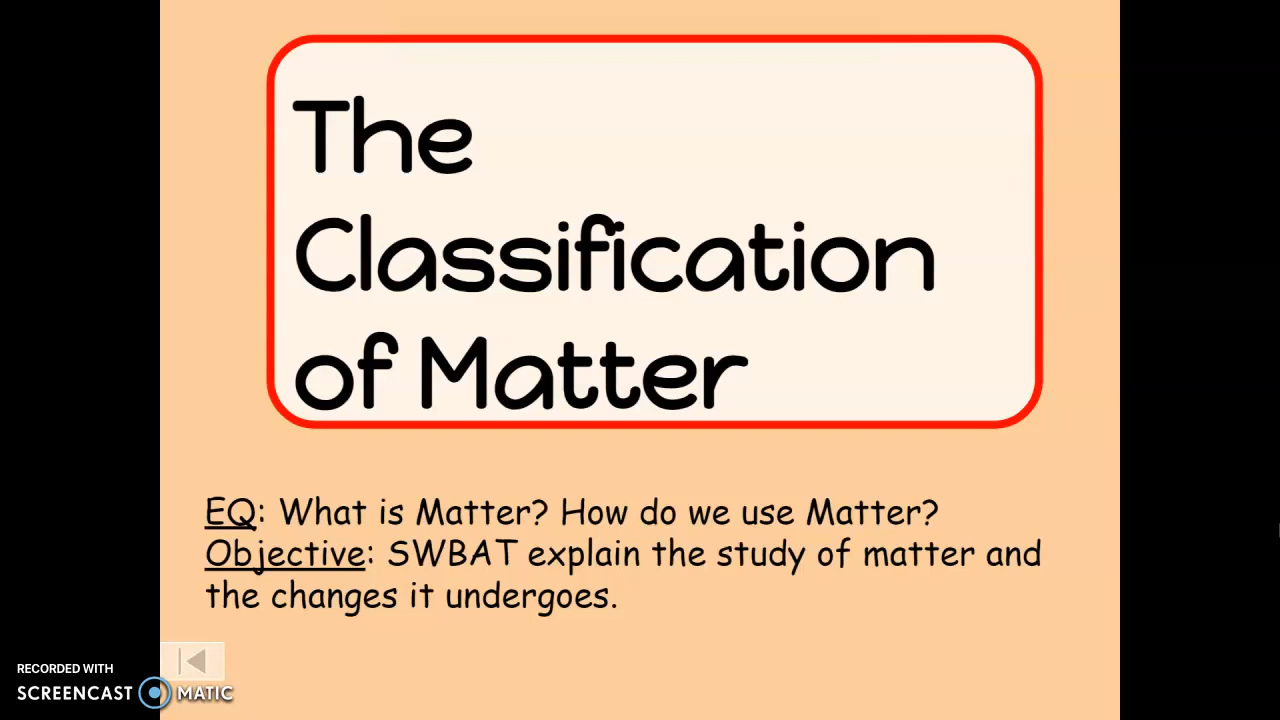 The
Classification
of Matter
EQ: What is Matter? How do we use Matter?
Objective: SWBAT explain the study of matter and
the changes it undergoes.
RECORDED WITH
SCREENCAST MATIC